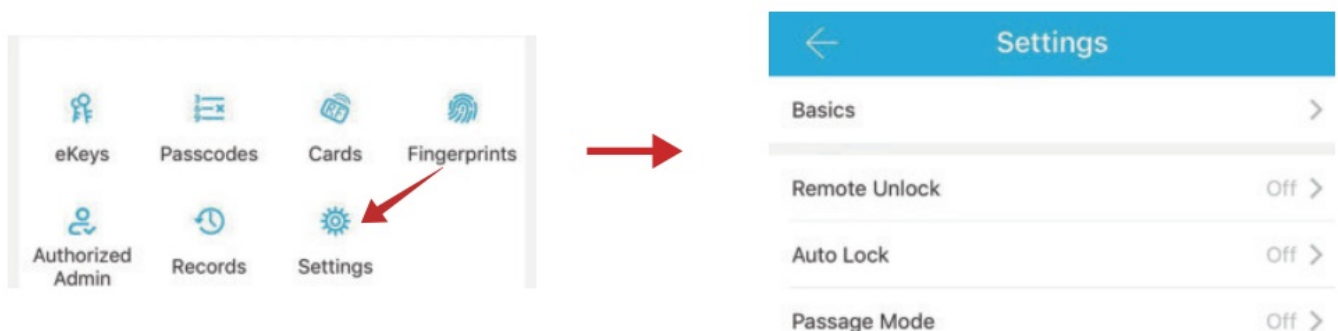 eKeys
Passcodes
Cards
Fingerprints
Authorized
Admin
Records
Settings
Settings
Basics
Remote Unlock Off
Auto Lock Off
Passage Mode Off